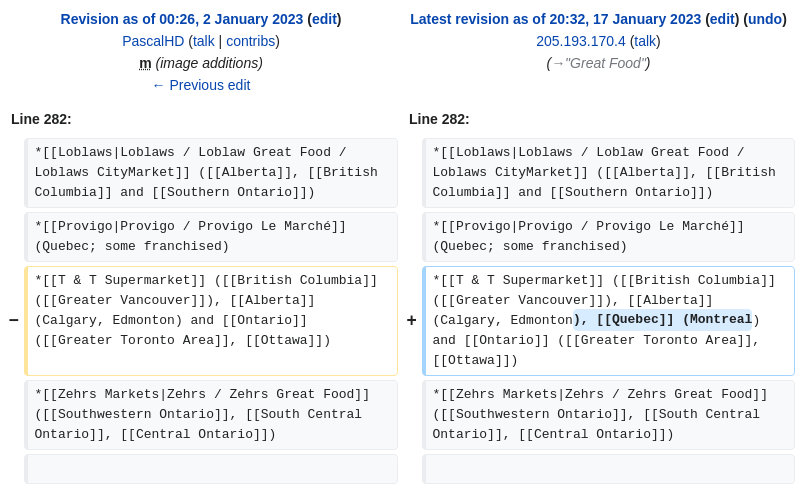 Revision as of 00:26, 2 January 2023 (edit)
PascalHD (talk | contribs)
m (image additions)
← Previous edit
Latest revision as of 20:32, 17 January 2023 (edit) (undo)
205.193.170.4 (talk)
(→"Great Food")
Line 282:
Line 282:
*[[Loblaws|Loblaws / Loblaw Great Food /
Loblaws CityMarket]] ([[Alberta]], [[British
Columbia]] and [[Southern Ontario]])
*[[Loblaws|Loblaws / Loblaw Great Food /
Loblaws CityMarket]] ([[Alberta]], [[British
Columbia]] and [[Southern Ontario]])
*[[Provigo|Provigo / Provigo Le Marché]]
(Quebec; some franchised)
*[[Provigo|Provigo / Provigo Le Marché]]
(Quebec; some franchised)
−
*[[T & T Supermarket]] ([[British Columbia]]
([[Greater Vancouver]]), [[Alberta]]
(Calgary, Edmonton) and [[Ontario]]
([[Greater Toronto Area]], [[Ottawa]])
+
*[[T & T Supermarket]] ([[British Columbia]]
([[Greater Vancouver]]), [[Alberta]]
(Calgary, Edmonton), [[Quebec]] (Montreal)
and [[Ontario]] ([[Greater Toronto Area]],
[[Ottawa]])
*[[Zehrs Markets|Zehrs / Zehrs Great Food]]
([[Southwestern Ontario]], [[South Central
Ontario]], [[Central Ontario]])
*[[Zehrs Markets|Zehrs / Zehrs Great Food]]
([[Southwestern Ontario]], [[South Central
Ontario]], [[Central Ontario]])